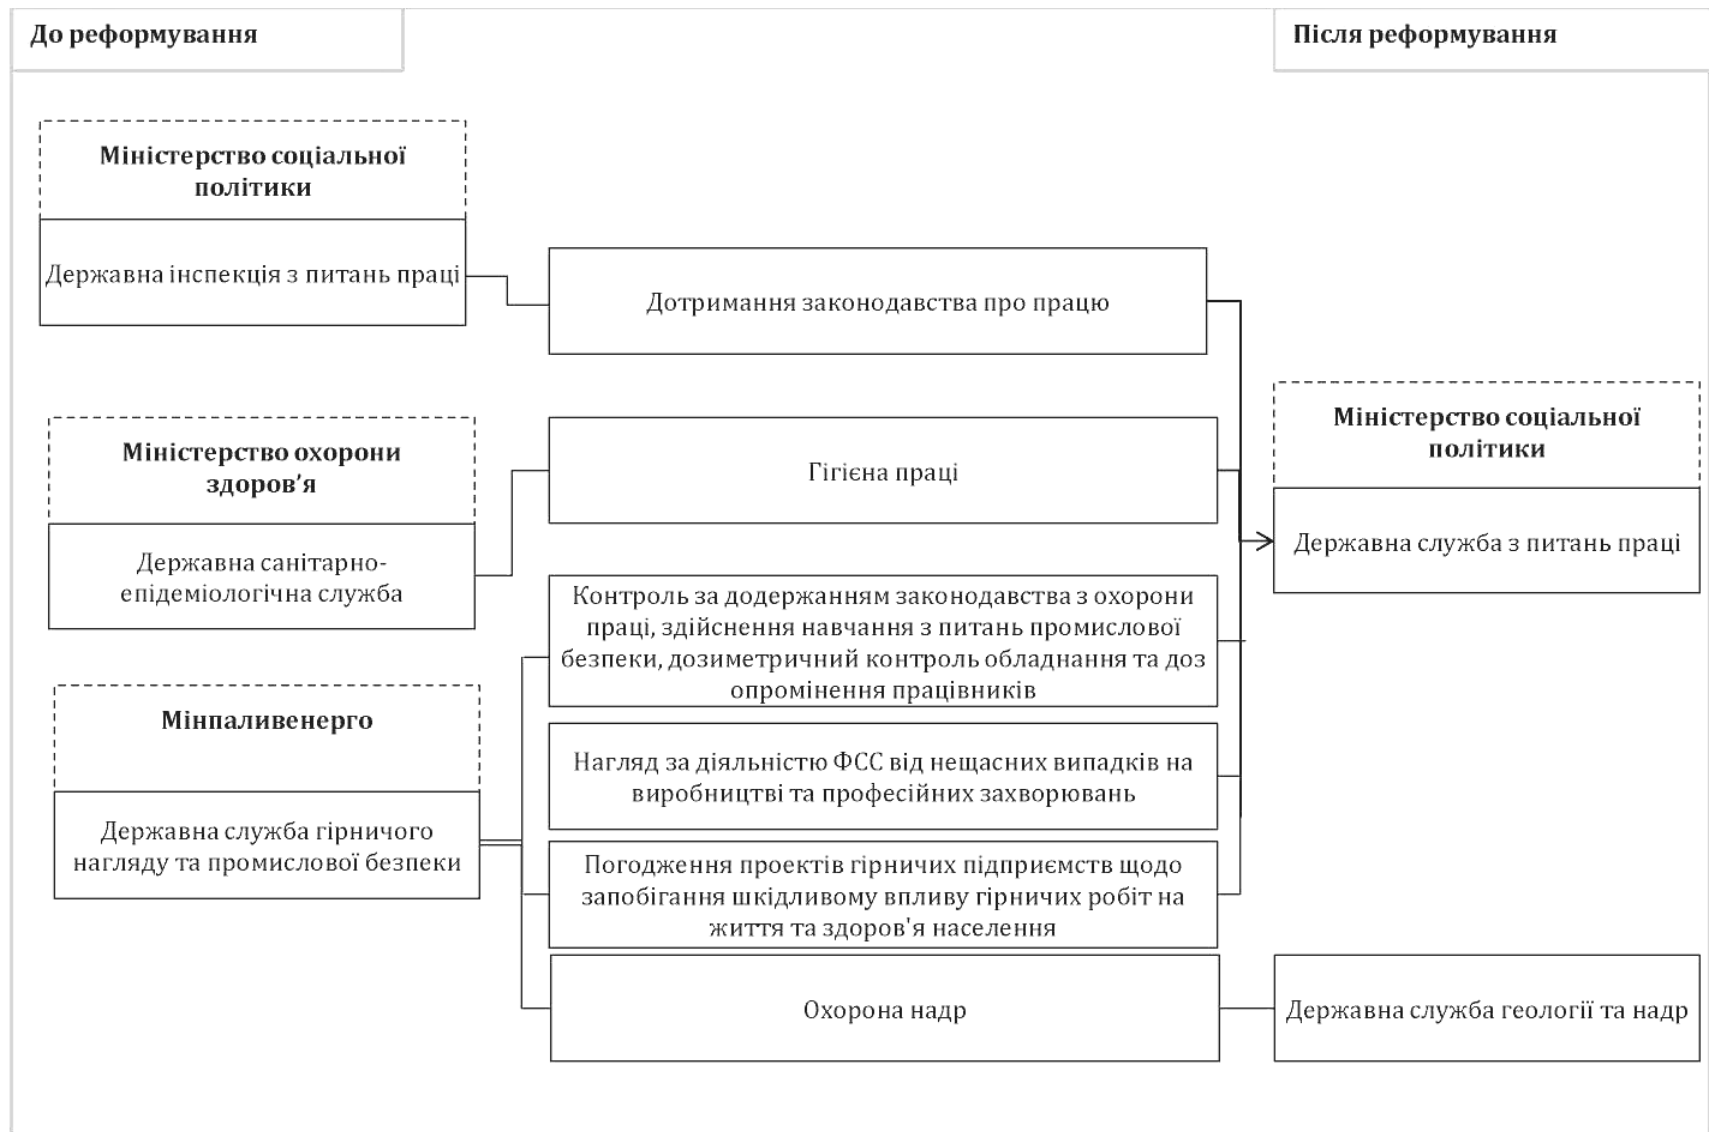 До реформування
Після реформування
Міністерство соціальної
політики
Державна інспекція з питань праці
Дотримання законодавства про працю
Міністерство охорони
здоров’я
Державна санітарно-
епідеміологічна служба
Гігієна праці
Міністерство соціальної
політики
Державна служба з питань праці
Контроль за додержанням законодавства з охорони
праці, здійснення навчання з питань промислової
безпеки, дозиметричний контроль обладнання та доз
опромінення працівників
Мінпаливенерго
Державна служба гірничого
нагляду та промислової безпеки
Нагляд за діяльністю ФСС від нещасних випадків на
виробництві та професійних захворювань
Погодження проектів гірничих підприємств щодо
запобігання шкідливому впливу гірничих робіт на
життя та здоров'я населення
Охорона надр
Державна служба геології та надр